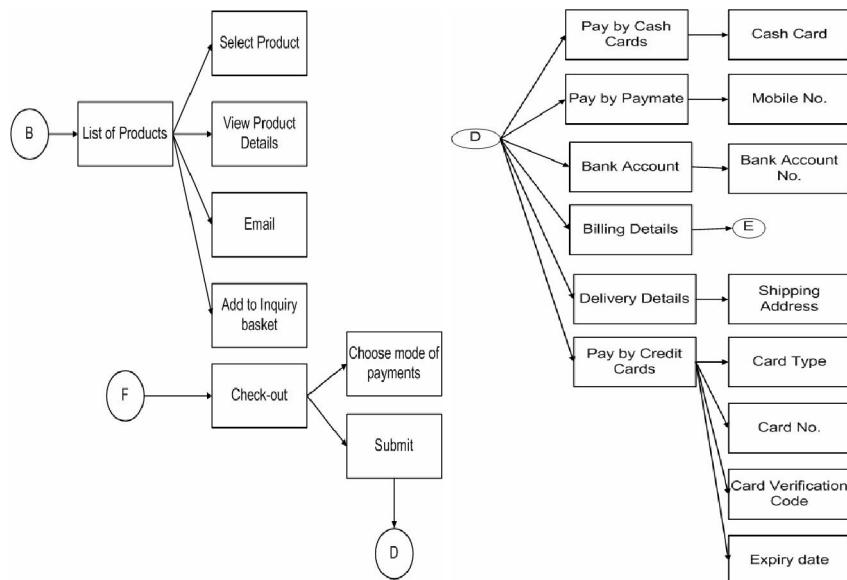 Select Product
B
List of Products
View Product
Details
Email
Add to Inquiry
basket
F
Check-out
Choose mode of
payments
Submit
D
D
Pay by Cash
Cards
Cash Card
Pay by Paymate
Mobile No.
Bank Account
Bank Account
No.
Billing Details
E
Delivery Details
Shipping
Address
Pay by Credit
Cards
Card Type
Card No.
Card Verification
Code
Expiry date